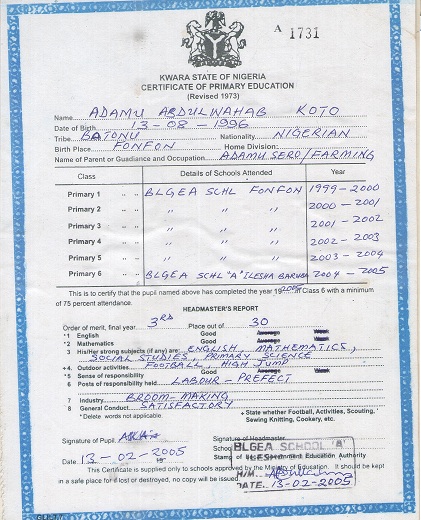 A 1731
KWARA STATE OF NIGERIA
CERTIFICATE OF PRIMARY EDUCATION
(Revised 1973)
Name ADAMU ABDULWAHAB KOTO
Date of Birth 13-08-1996
Tribe BATONU Nationality NIGERIAN
Birth Place FONFON Home Division:
Name of Parent or Guadiance and Occupation ADAMU SERO/FARMING
Class Details of Schools Attended Year
Primary 1 ,, ,, BLGEA SCHL FONFON 1999-2000
Primary 2 ,, ,, ,, ,, ,, 2000-2001
Primary 3 ,, ,, ,, ,, ,, 2001-2002
Primary 4 ,, ,, ,, ,, ,, 2002-2003
Primary 5 ,, ,, ,, ,, ,, 2003-2004
Primary 6 ,, ,, BLGEA SCHL "A" ILESHA BARUBA 2004-2005
This is to certify that the pupil named above has completed the year 19 2005 in Class 6 with a minimum
of 75 percent attendance.
HEADMASTER'S REPORT
Order of merit, final year 3RD Place out of 30
*1 English Good Average Weak
*2 Mathematics Good Average Weak
3 His/Her strong subjects (if any) are: ENGLISH, MATHEMATICS,
SOCIAL STUDIES, PRIMARY SCIENCE
+4. Outdoor activities FOOTBALL, HIGH JUMP
*5 Sense of responsibility Good Average Weak
6 Posts of responsibility held LABOUR-PREFECT
7 Industry BROOM-MAKING
8 General Conduct SATISFACTORY
* Delete words not applicable
+ State whether Football, Activities, Scouting,
Sewing Knitting, Cookery, etc.
Signature of Pupil
Signature of Headmaster
School
BLGEA SCHOOL 'A'
Stamp of Education Authority
Date 13-02-2005
H/M.
DATE. 13-02-2005
This Certificate is supplied only to schools approved by the Ministry of Education. It should be kept
in a safe place for if lost or destroyed, no copy will be issued